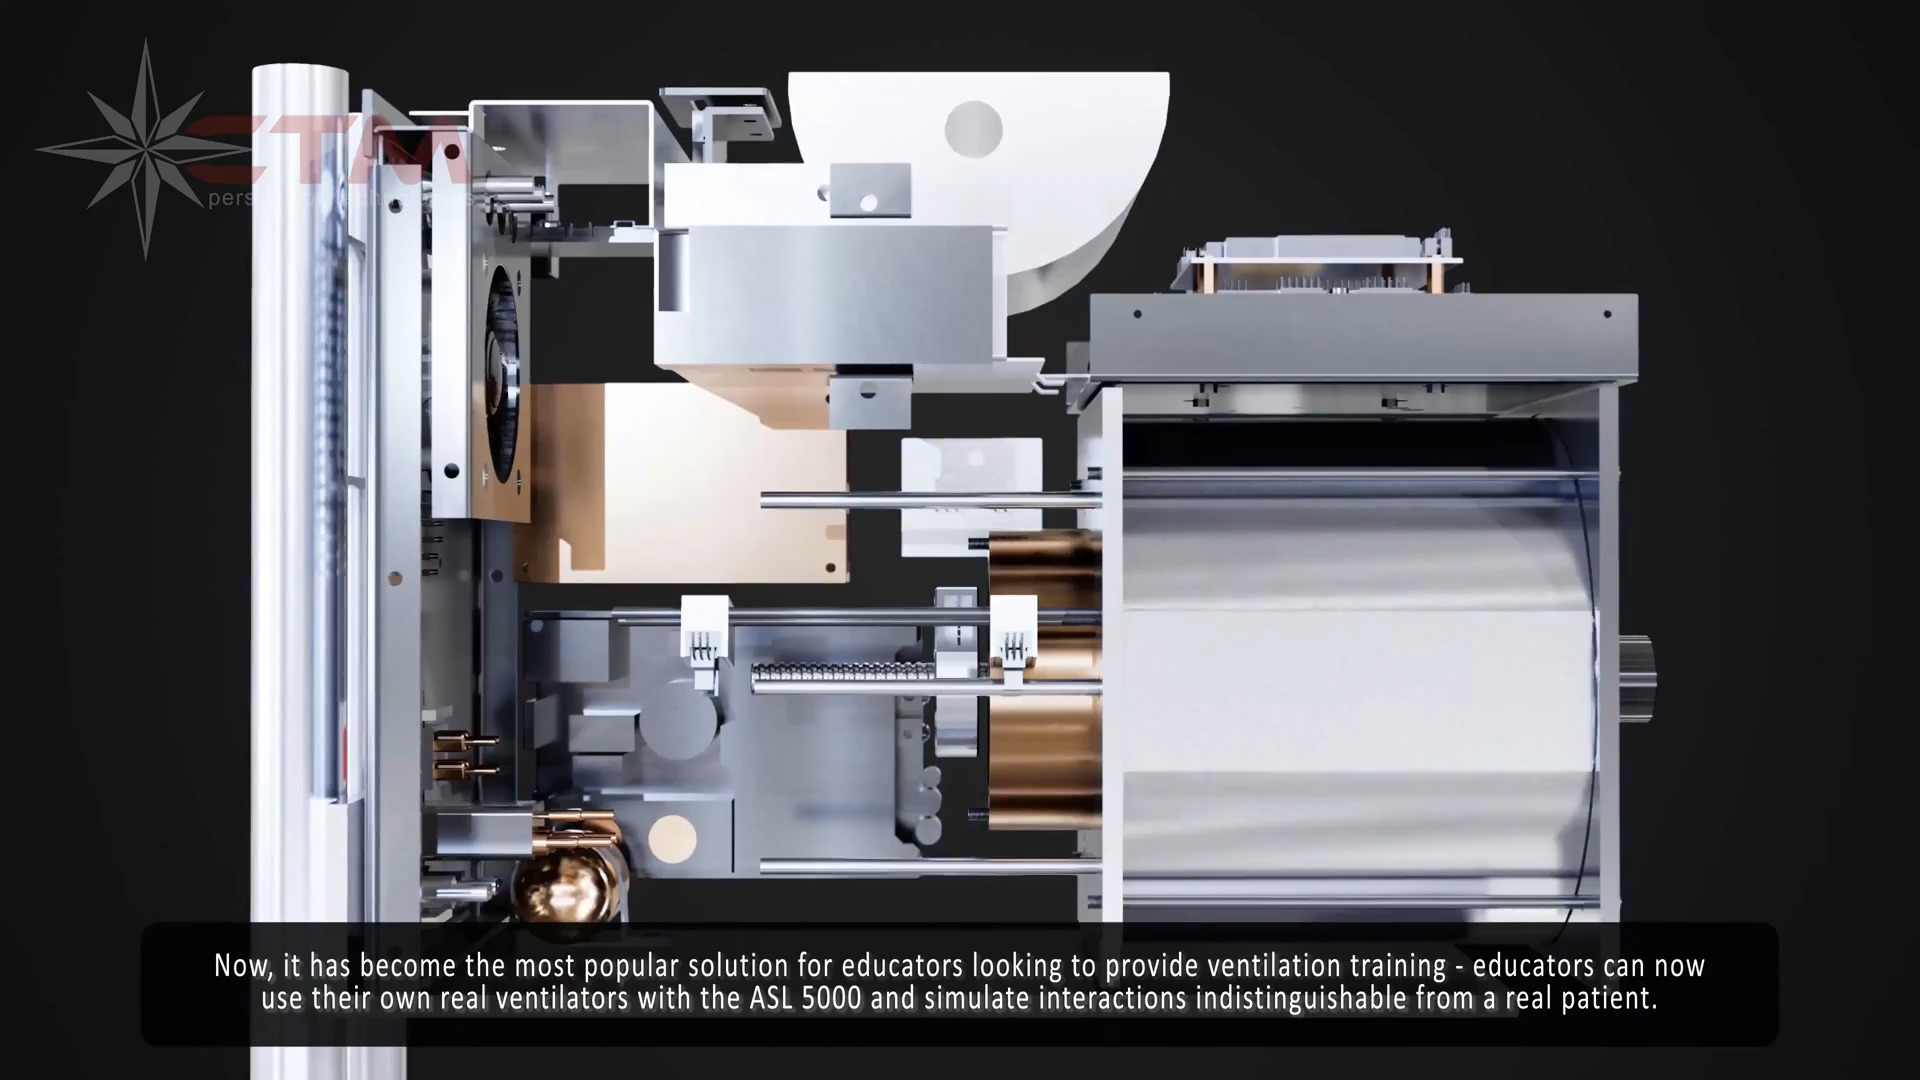 STM
Now, it has become the most popular solution for educators looking to provide ventilation training - educators can now
use their own real ventilators with the ASL 5000 and simulate interactions indistinguishable from a real patient.